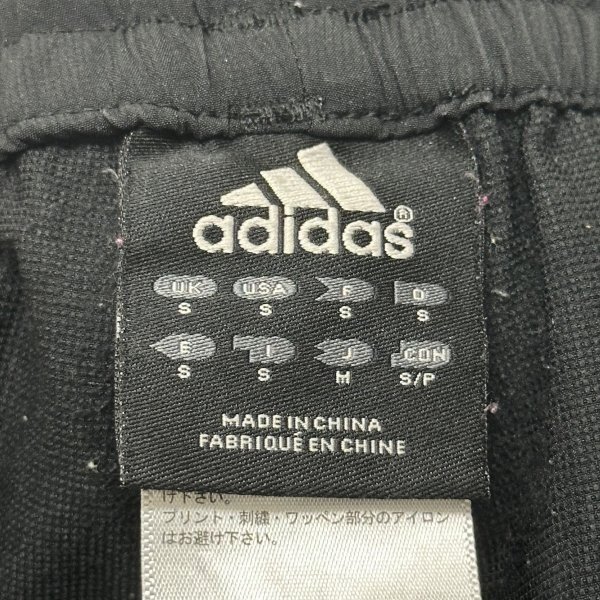 adidas®
UK USA F D
S S S S
E I J CDN
S S M S/P
MADE IN CHINA
FABRIQUÉ EN CHINE
け下さい。
プリント・刺繍・ワッペン部分のアイロン
はお避け下さい。